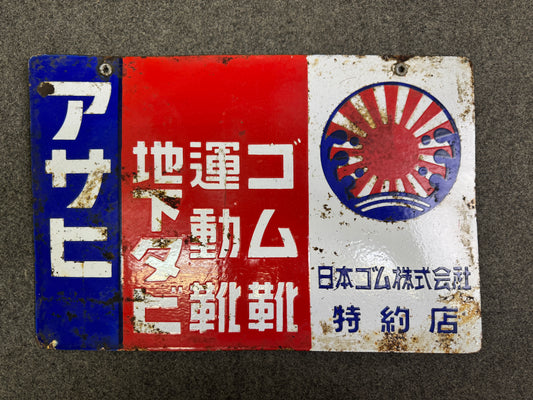 アサヒ
ゴム靴
運動靴
地下タビ
日本ゴム株式会社
特約店